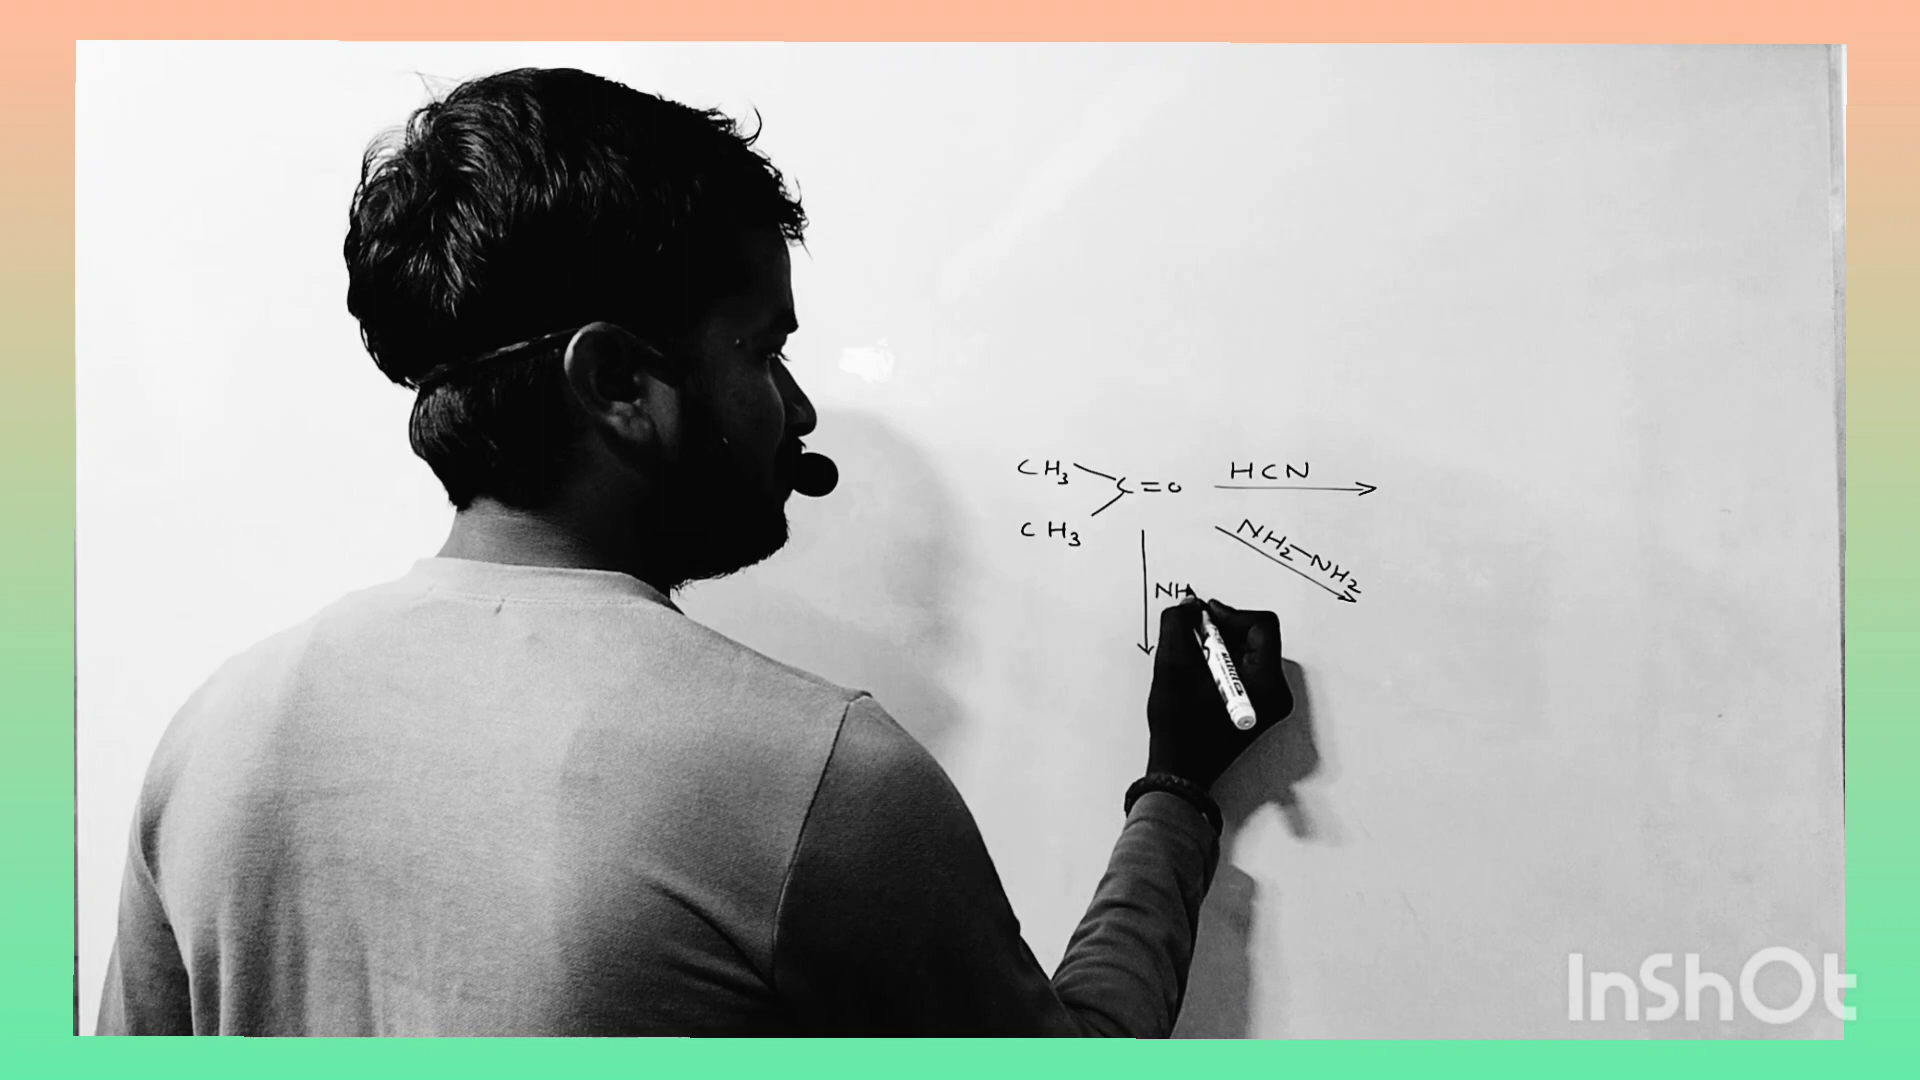 CH3
C=O
CH3
HCN
NH2-NH2
NH
InShOt